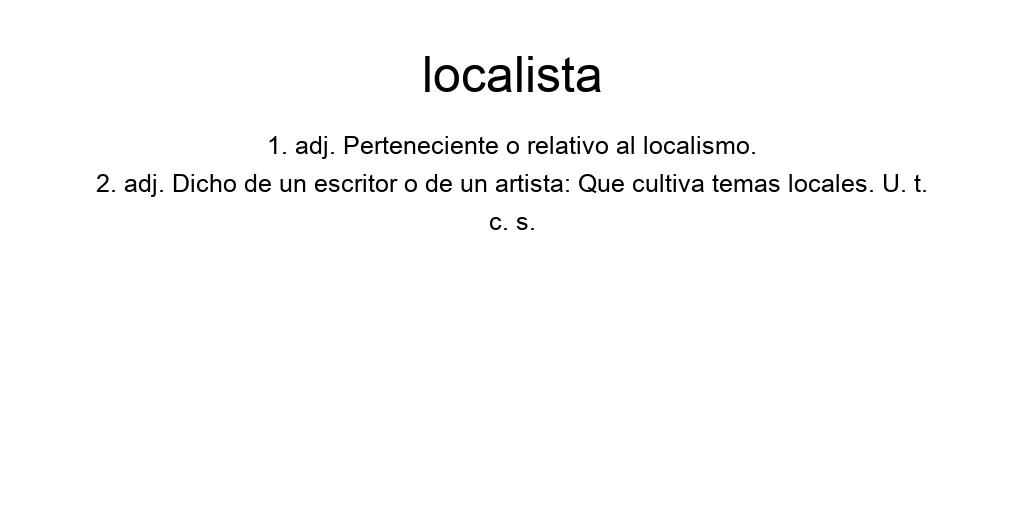 localista
1. adj. Perteneciente o relativo al localismo.
2. adj. Dicho de un escritor o de un artista: Que cultiva temas locales. U. t.
c. s.